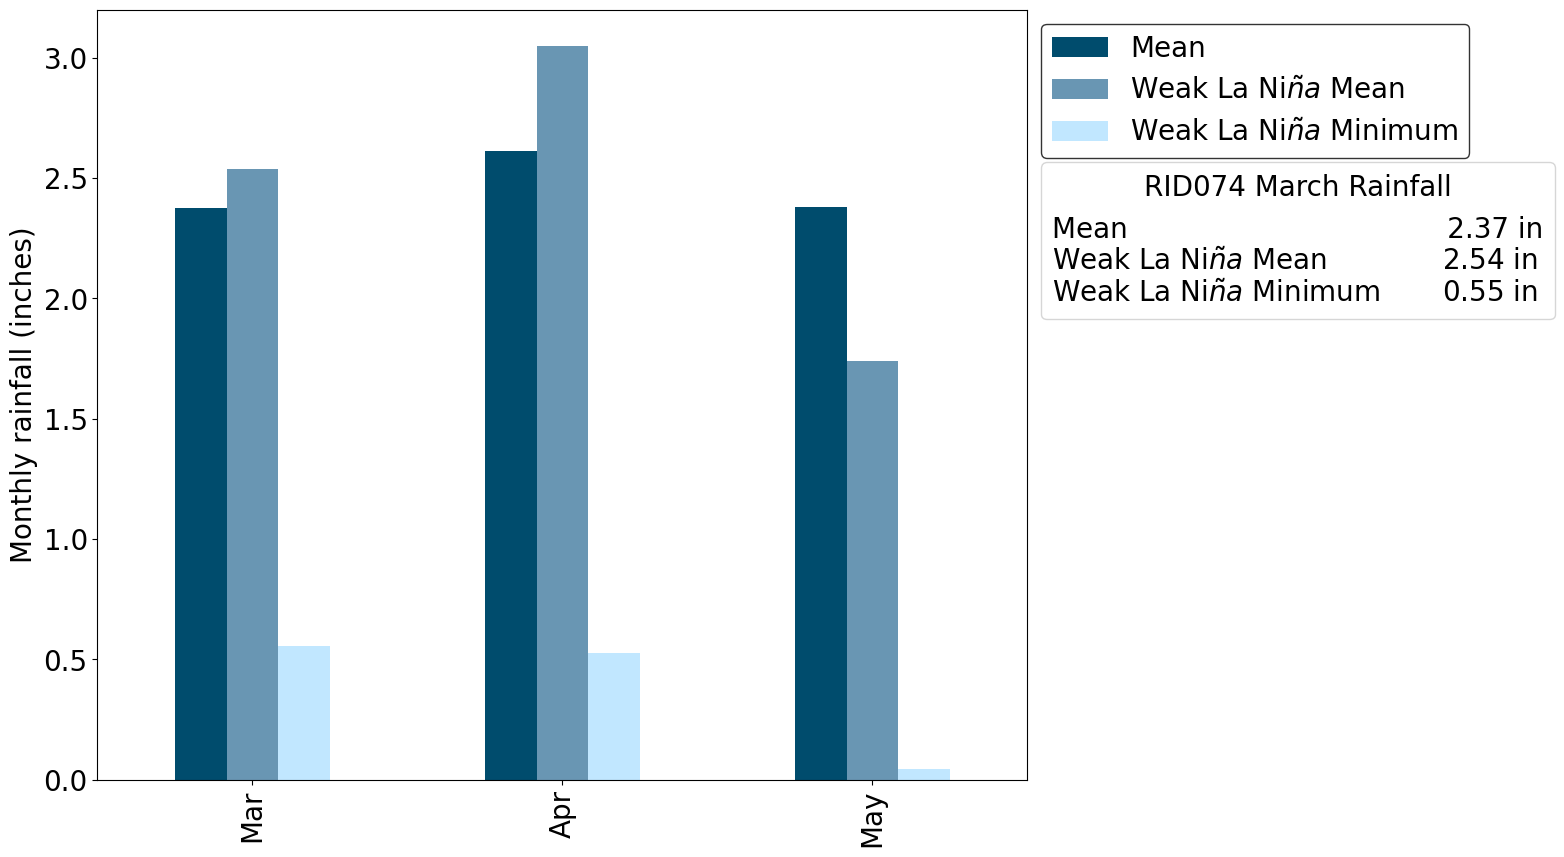 Monthly rainfall (inches)
3.0
2.5
2.0
1.5
1.0
0.5
0.0
Mar
Apr
May
Mean
Weak La Niña Mean
Weak La Niña Minimum
RID074 March Rainfall
Mean 2.37 in
Weak La Niña Mean 2.54 in
Weak La Niña Minimum 0.55 in